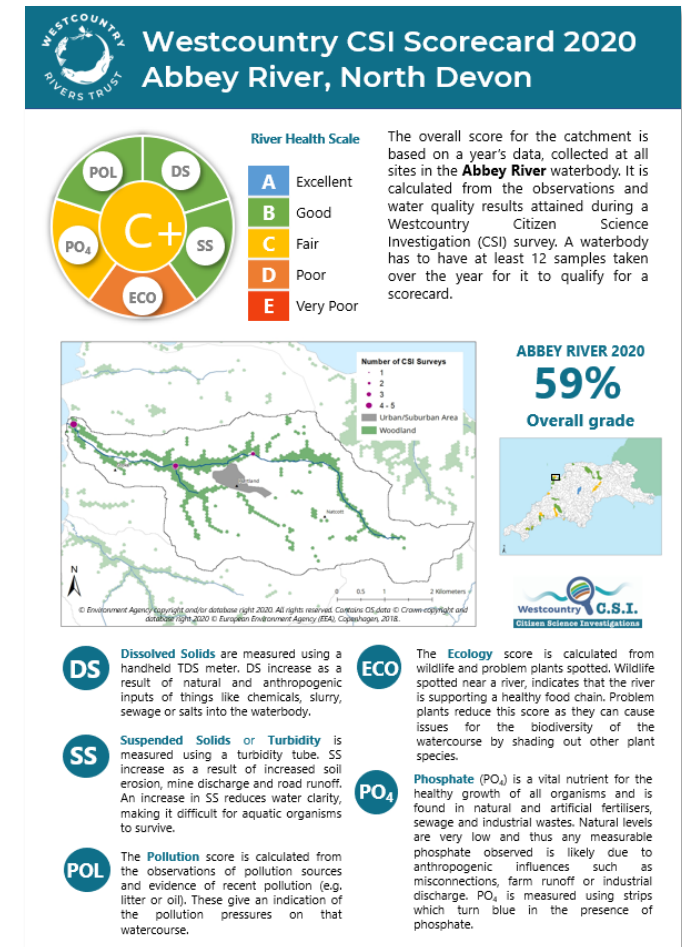 WESTCOUNTRY
RIVERS TRUST
Westcountry CSI Scorecard 2020
Abbey River, North Devon
POL
DS
PO₄
C+
SS
ECO
River Health Scale
A Excellent
B Good
C Fair
D Poor
E Very Poor
The overall score for the catchment is
based on a year's data, collected at all
sites in the Abbey River waterbody. It is
calculated from the observations and
water quality results attained during a
Westcountry Citizen Science
Investigation (CSI) survey. A waterbody
has to have at least 12 samples taken
over the year for it to qualify for a
scorecard.
Number of CSI Surveys
1
2
3
4 - 5
Urban/Suburban Area
Woodland
Natcott
N
0 0.5 1 2 Kilometers
© Environment Agency copyright and/or database right 2020. All rights reserved. Contains OS data © Crown copyright and
database right 2020 © European Environment Agency (EEA), Copenhagen, 2018.
ABBEY RIVER 2020
59%
Overall grade
Westcountry C.S.I.
Citizen Science Investigations
DS
Dissolved Solids are measured using a
handheld TDS meter. DS increase as a
result of natural and anthropogenic
inputs of things like chemicals, slurry,
sewage or salts into the waterbody.
SS
Suspended Solids or Turbidity is
measured using a turbidity tube. SS
increase as a result of increased soil
erosion, mine discharge and road runoff.
An increase in SS reduces water clarity,
making it difficult for aquatic organisms
to survive.
POL
The Pollution score is calculated from
the observations of pollution sources
and evidence of recent pollution (e.g.
litter or oil). These give an indication of
the pollution pressures on that
watercourse.
ECO
The Ecology score is calculated from
wildlife and problem plants spotted. Wildlife
spotted near a river, indicates that the river
is supporting a healthy food chain. Problem
plants reduce this score as they can cause
issues for the biodiversity of the
watercourse by shading out other plant
species.
PO₄
Phosphate (PO₄) is a vital nutrient for the
healthy growth of all organisms and is
found in natural and artificial fertilisers,
sewage and industrial wastes. Natural levels
are very low and thus any measurable
phosphate observed is likely due to
anthropogenic influences such as
misconnections, farm runoff or industrial
discharge. PO₄ is measured using strips
which turn blue in the presence of
phosphate.